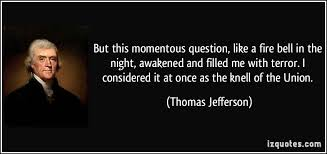 But this momentous question, like a fire bell in the
night, awakened and filled me with terror. I
considered it at once as the knell of the Union.
(Thomas Jefferson)
izquotes.com